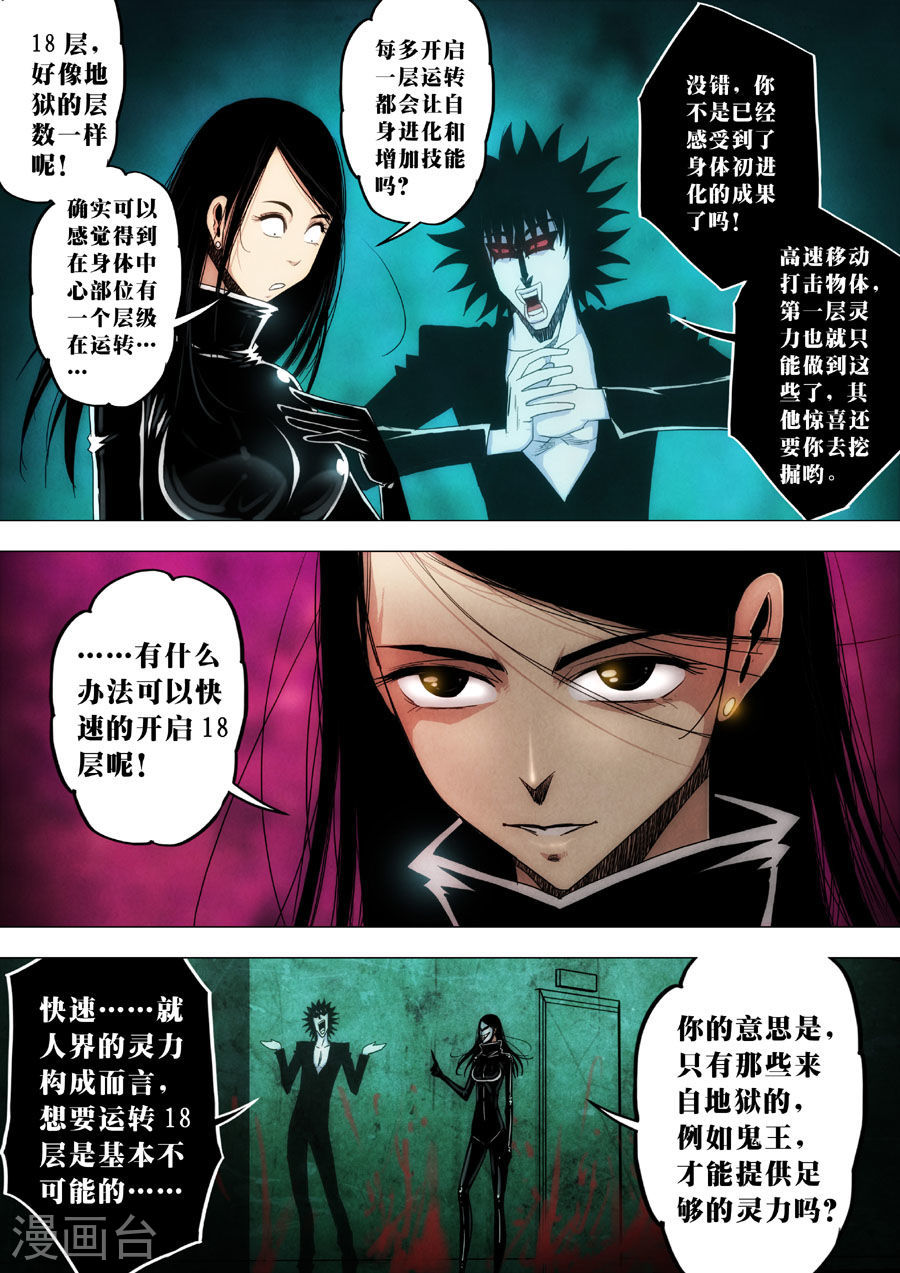 18层，
好像地
狱的层
数一样
呢！
确实可以
感觉得到
在身体中
心部位有
一个层级
在运转……
……
每多开启
一层运转
都会让自
身进化和
增加技能
吗？
没错，你
不是已经
感受到了
身体初进
化的成果
了吗！
高速移动
打击物体，
第一层灵
力也就只
能做到这
些了，其
他惊喜还
要你去挖
掘哟。
……有什么
办法可以快
速的开启18
层呢！
快速……就
人界的灵力
构成而言，
想要运转18
层是基本不
可能的……
你的意思是，
只有那些来
自地狱的，
例如鬼王，
才能提供足
够的灵力吗？
漫画台